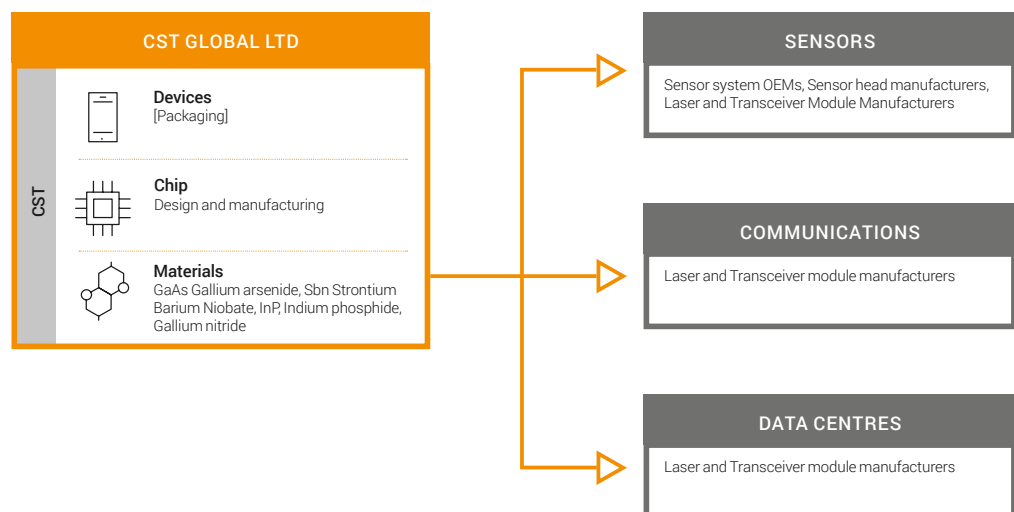 CST GLOBAL LTD
CST
Devices
[Packaging]
Chip
Design and manufacturing
Materials
GaAs Gallium arsenide, Sbn Strontium
Barium Niobate, InP, Indium phosphide,
Gallium nitride
SENSORS
Sensor system OEMs, Sensor head manufacturers,
Laser and Transceiver Module Manufacturers
COMMUNICATIONS
Laser and Transceiver module manufacturers
DATA CENTRES
Laser and Transceiver module manufacturers